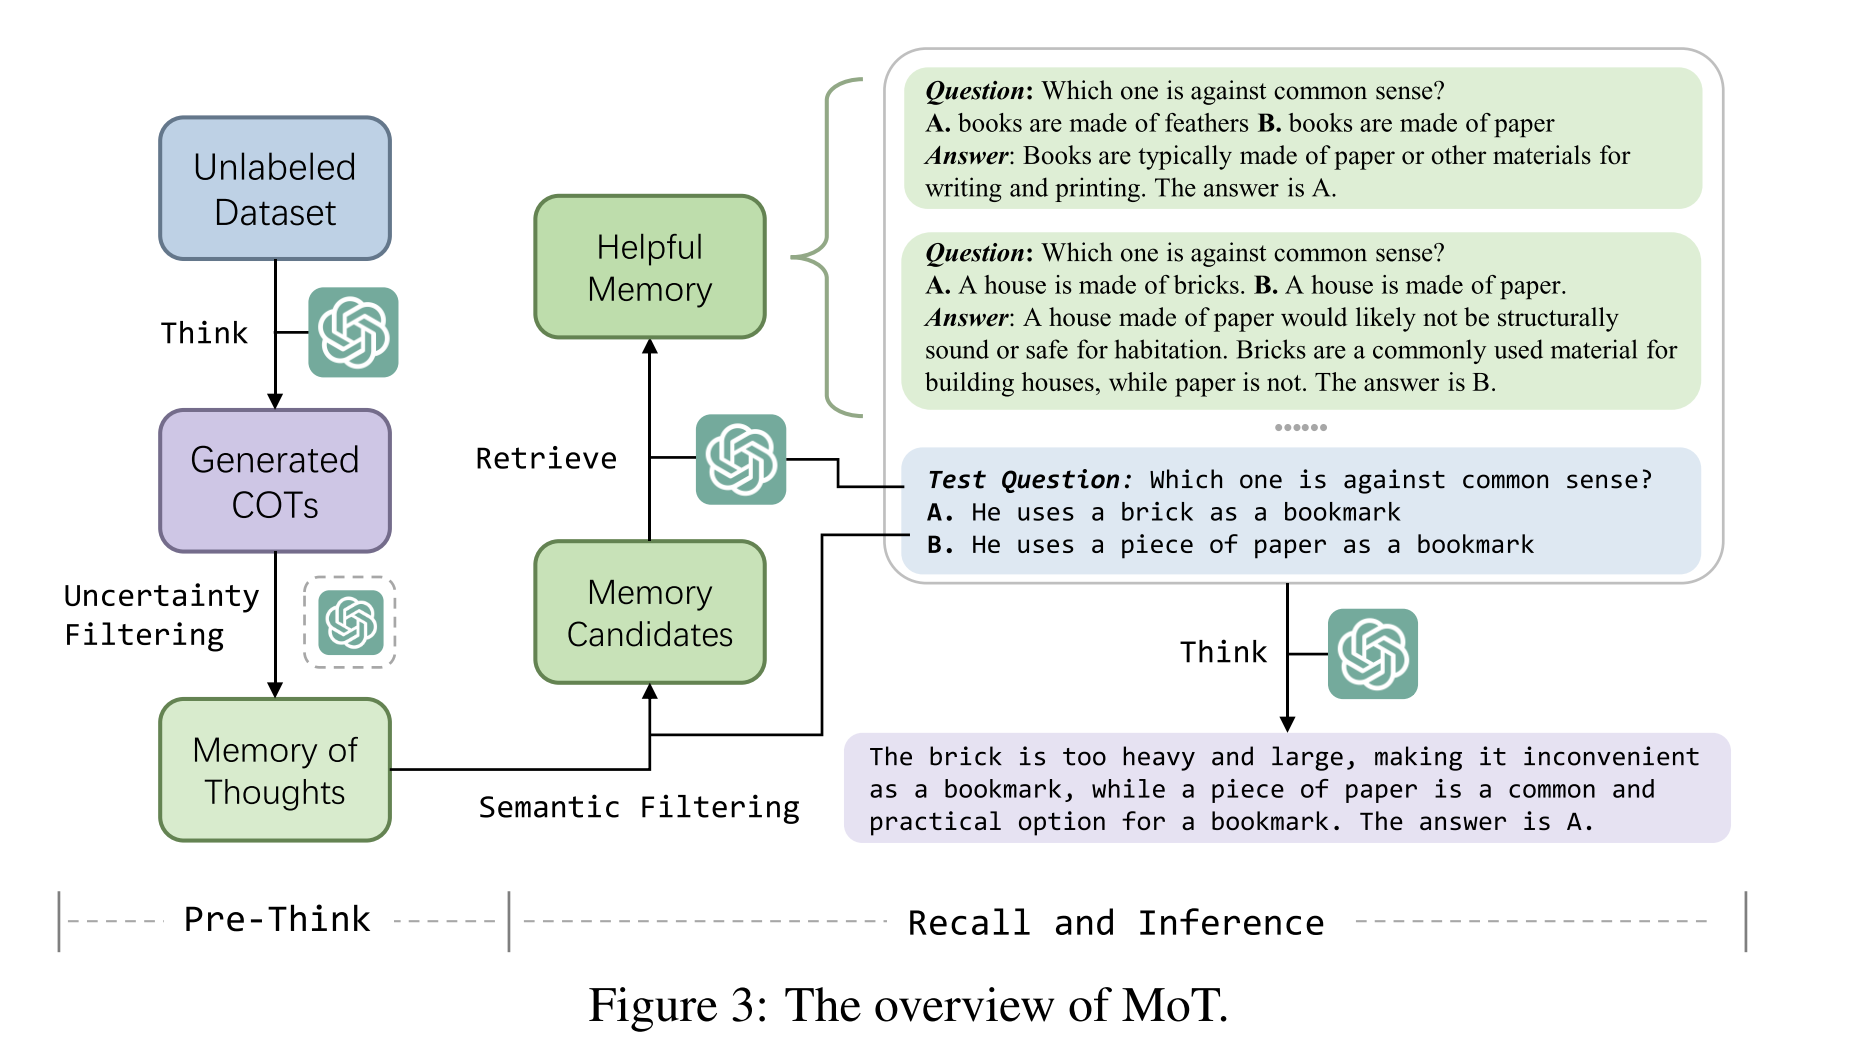 Unlabeled
Dataset
Think
Generated
COTs
Uncertainty
Filtering
Memory of
Thoughts
Semantic Filtering
Memory
Candidates
Retrieve
Helpful
Memory
Question: Which one is against common sense?
A. books are made of feathers B. books are made of paper
Answer: Books are typically made of paper or other materials for
writing and printing. The answer is A.
Question: Which one is against common sense?
A. A house is made of bricks. B. A house is made of paper.
Answer: A house made of paper would likely not be structurally
sound or safe for habitation. Bricks are a commonly used material for
building houses, while paper is not. The answer is B.
......
Test Question: Which one is against common sense?
A. He uses a brick as a bookmark
B. He uses a piece of paper as a bookmark
Think
The brick is too heavy and large, making it inconvenient
as a bookmark, while a piece of paper is a common and
practical option for a bookmark. The answer is A.
Pre-Think
Recall and Inference
Figure 3: The overview of MoT.